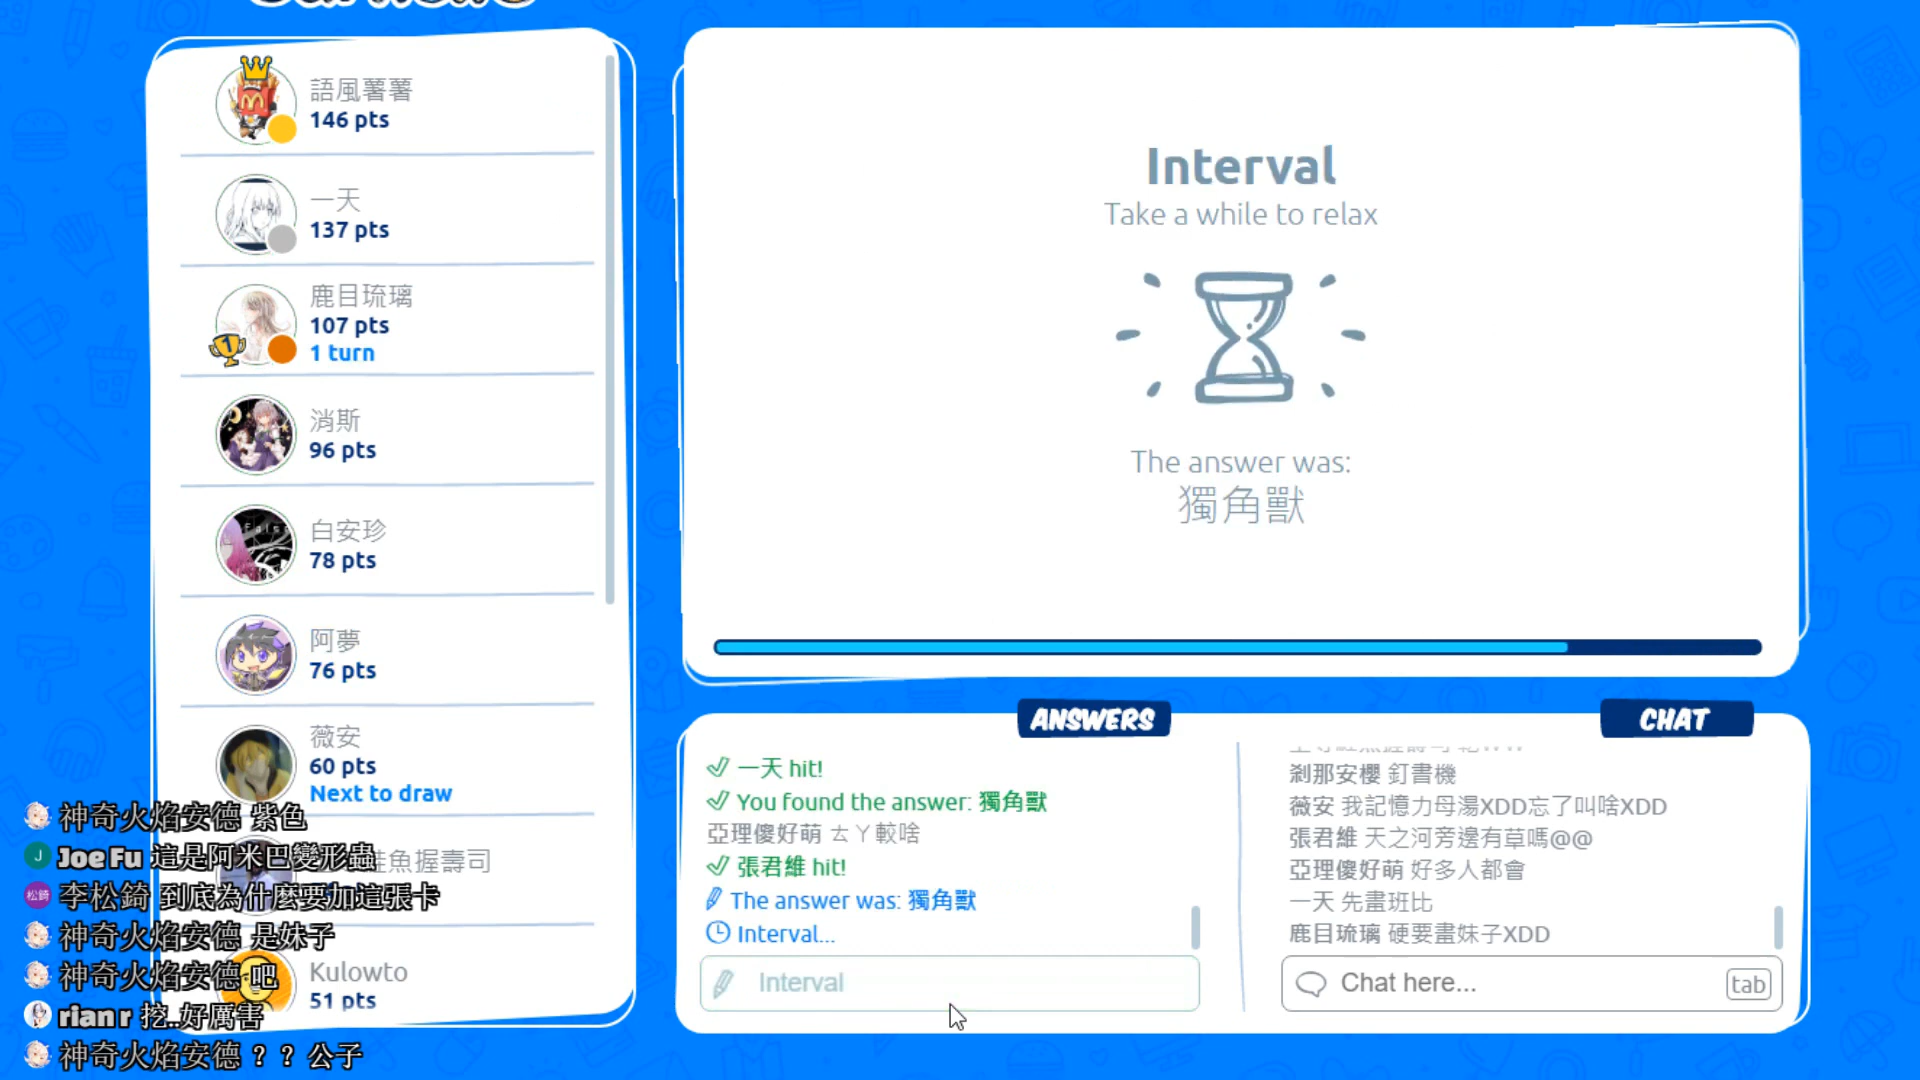 語風薯薯
146 pts
一天
137 pts
鹿目琉璃
107 pts
1 turn
消斯
96 pts
白安珍
78 pts
阿夢
76 pts
薇安
60 pts
Next to draw
鮭魚握壽司
Kulowto
51 pts
神奇火焰安德 紫色
Joe Fu 這是阿米巴變形蟲
李松錡 到底為什麼要加這張卡
神奇火焰安德 是妹子
神奇火焰安德 吧
rian r 挖..好厲害
神奇火焰安德 ？？公子
Interval
Take a while to relax
The answer was:
獨角獸
ANSWERS
一天 hit!
You found the answer: 獨角獸
亞理傻好萌 ㄊㄚ較啥
張君維 hit!
The answer was: 獨角獸
Interval...
Interval
CHAT
剎那安櫻 釘書機
薇安 我記憶力母湯XDD忘了叫啥XDD
張君維 天之河旁邊有草嗎@@
亞理傻好萌 好多人都會
一天 先畫班比
鹿目琉璃 硬要畫妹子XDD
Chat here...
tab